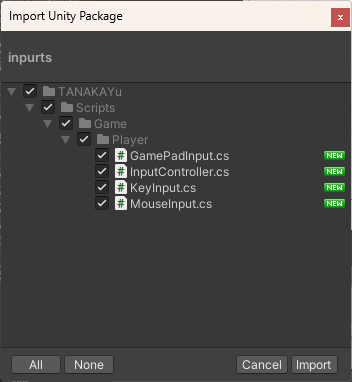 Import Unity Package
x
inpurts
TANAKAYu
Scripts
Game
Player
# GamePadInput.cs NEW
# InputController.cs NEW
# KeyInput.cs NEW
# MouseInput.cs NEW
All None Cancel Import